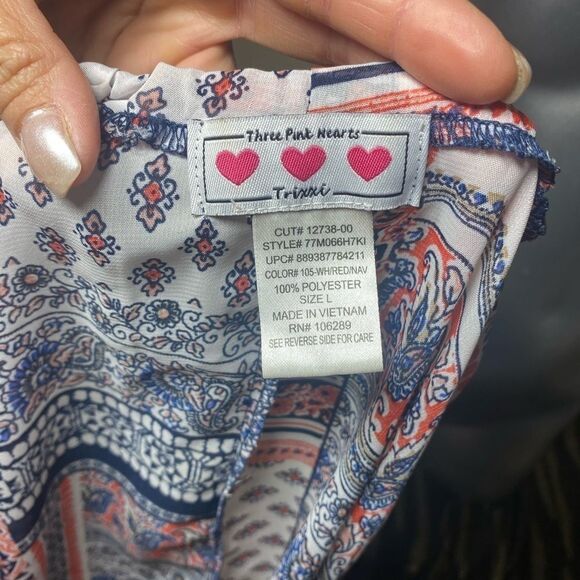 Three Pink Hearts
Trixxi
CUT# 12738-00
STYLE# 77M066H7KI
UPC# 889387784211
COLOR# 105-WH/RED/NAV
100% POLYESTER
SIZE L
MADE IN VIETNAM
RN# 106289
SEE REVERSE SIDE FOR CARE